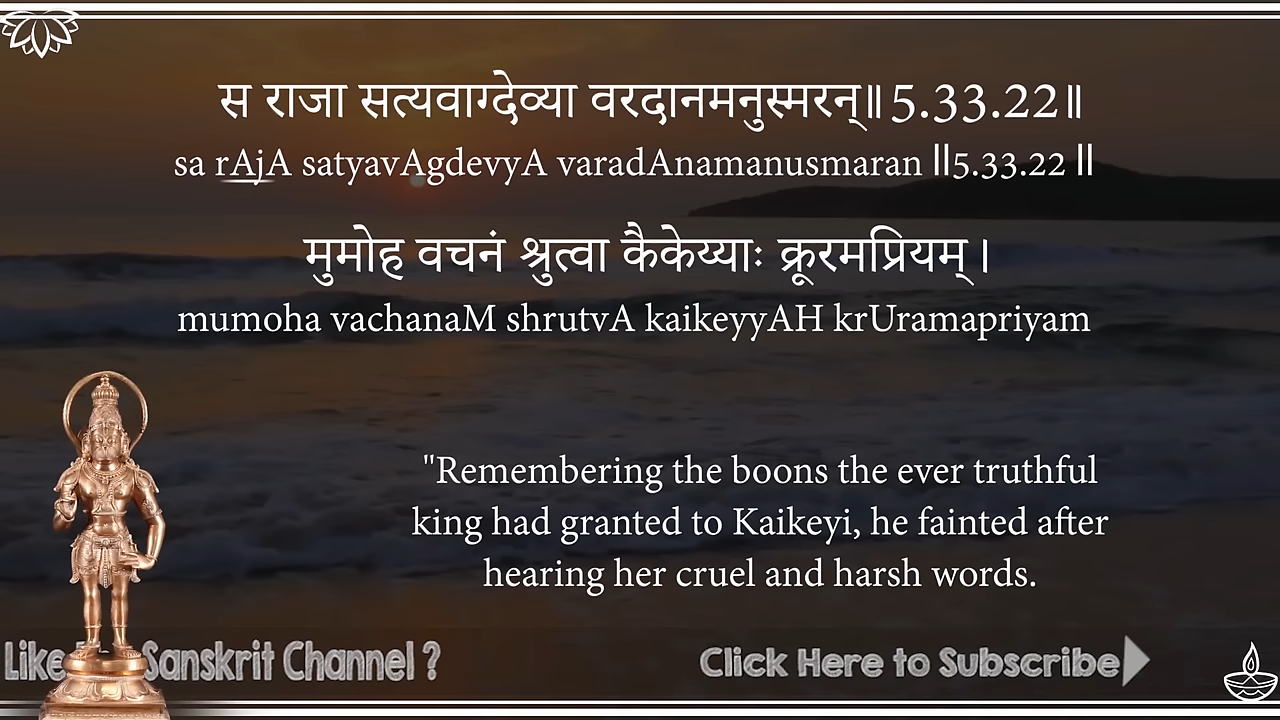 स राजा सत्यवाग्देव्या वरदानमनुस्मरन्॥5.33.22॥
sa rAjA satyavAgdevyA varadAnamanusmaran ||5.33.22 ||
मुमोह वचनं श्रुत्वा कैकेय्याः क्रूरमप्रियम्।
mumoha vachanaM shrutvA kaikeyyAH krUramapriyam
"Remembering the boons the ever truthful
king had granted to Kaikeyi, he fainted after
hearing her cruel and harsh words.
Like Sanskrit Channel ?
Click Here to Subscribe